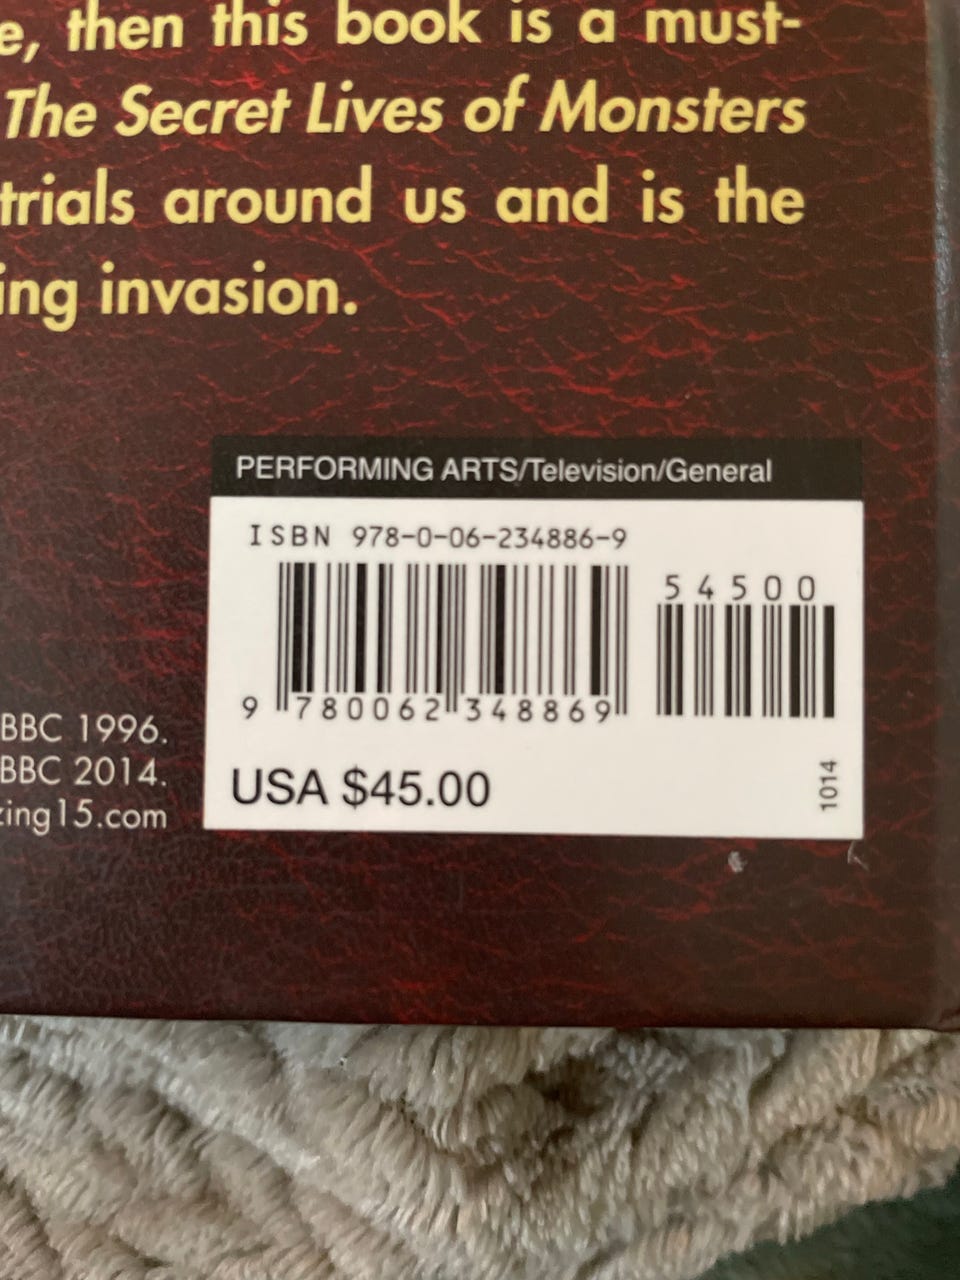 e, then this book is a must-
The Secret Lives of Monsters
trials around us and is the
ing invasion.
PERFORMING ARTS/Television/General
ISBN 978-0-06-234886-9
54500
9 780062 348869
USA $45.00
1014
BBC 1996.
BBC 2014.
zing15.com